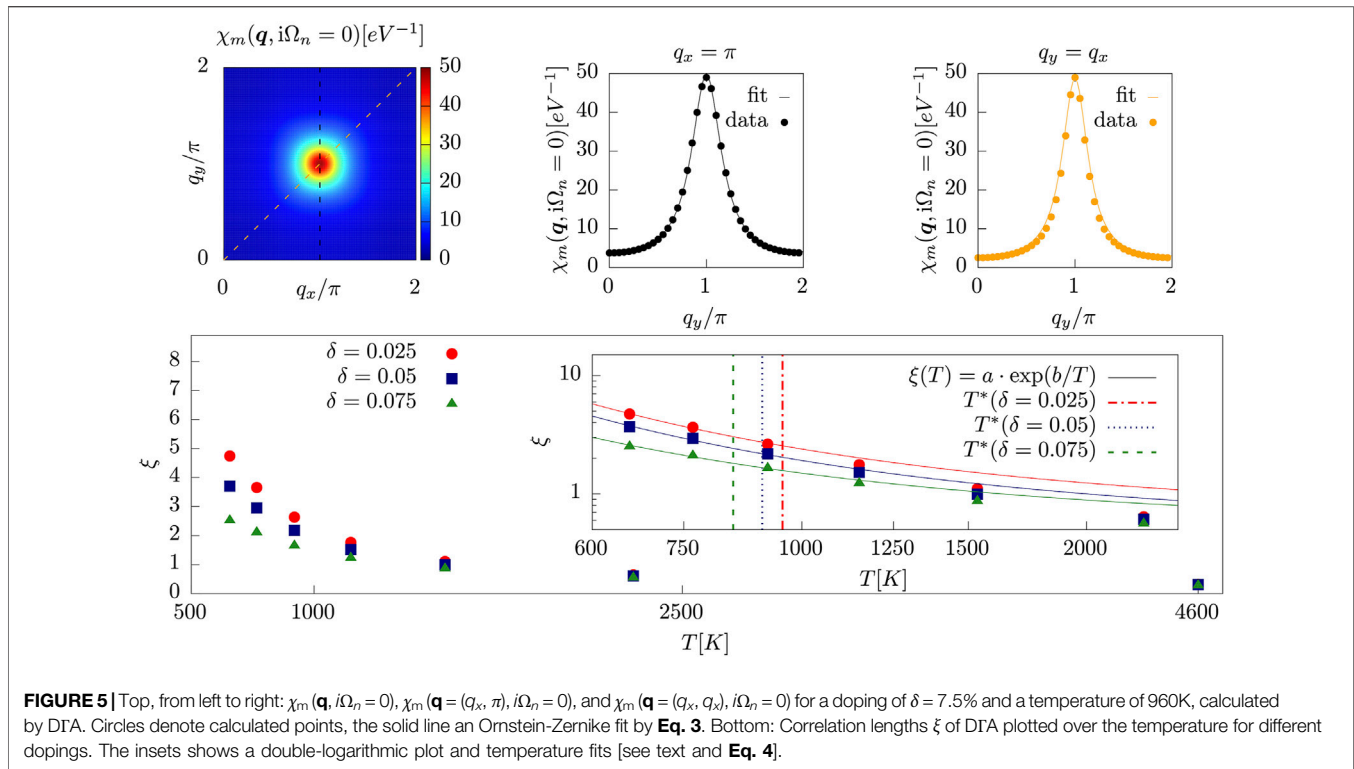 χm(q, iΩn = 0)[eV−1]
2
qy/π
0
0
qx/π
2
50
40
30
20
10
0
qx = π
χm(q, iΩn = 0)[eV−1]
50
40
30
20
10
0
fit
data
0
1
2
qy/π
qy = qx
χm(q, iΩn = 0)[eV−1]
50
40
30
20
10
0
fit
data
0
1
2
qy/π
ξ
8
7
6
5
4
3
2
1
0
δ = 0.025
δ = 0.05
δ = 0.075
500
1000
2500
4600
T[K]
ξ
10
1
ξ(T) = a · exp(b/T)
T*(δ = 0.025)
T*(δ = 0.05)
T*(δ = 0.075)
600
750
1000
1250
1500
2000
T[K]
FIGURE 5 | Top, from left to right: χm (q, iΩn = 0), χm (q = (qx, π), iΩn = 0), and χm (q = (qx, qx), iΩn = 0) for a doping of δ = 7.5% and a temperature of 960K, calculated
by DΓA. Circles denote calculated points, the solid line an Ornstein-Zernike fit by Eq. 3. Bottom: Correlation lengths ξ of DΓA plotted over the temperature for different
dopings. The insets shows a double-logarithmic plot and temperature fits [see text and Eq. 4].